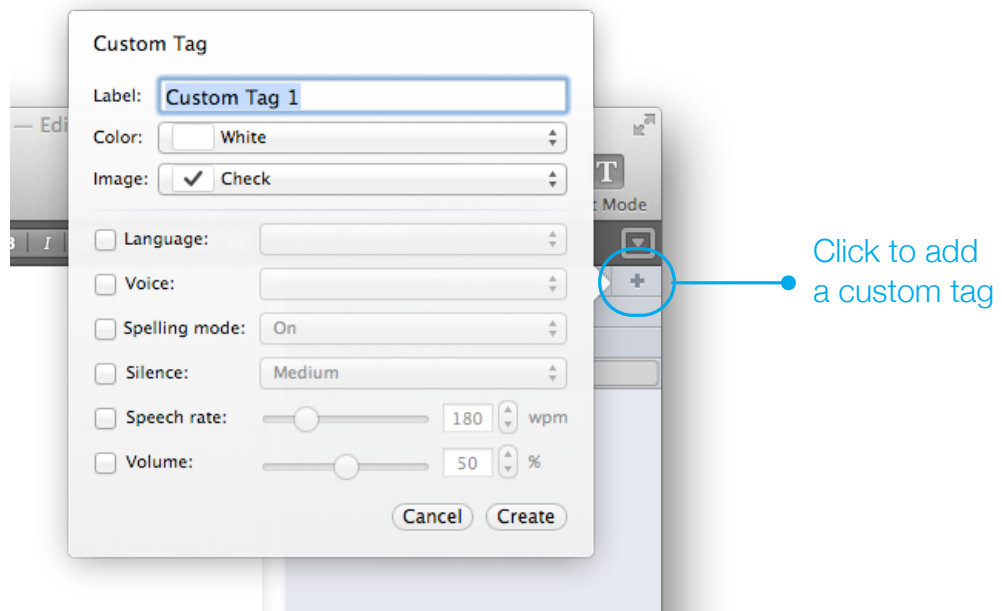 Custom Tag
Label: Custom Tag 1
— Edi
Color: White
Image: Check
T
t Mode
I
Language:
Click to add
a custom tag
Voice:
Spelling mode: On
Silence: Medium
Speech rate: 180 wpm
Volume: 50 %
Cancel Create